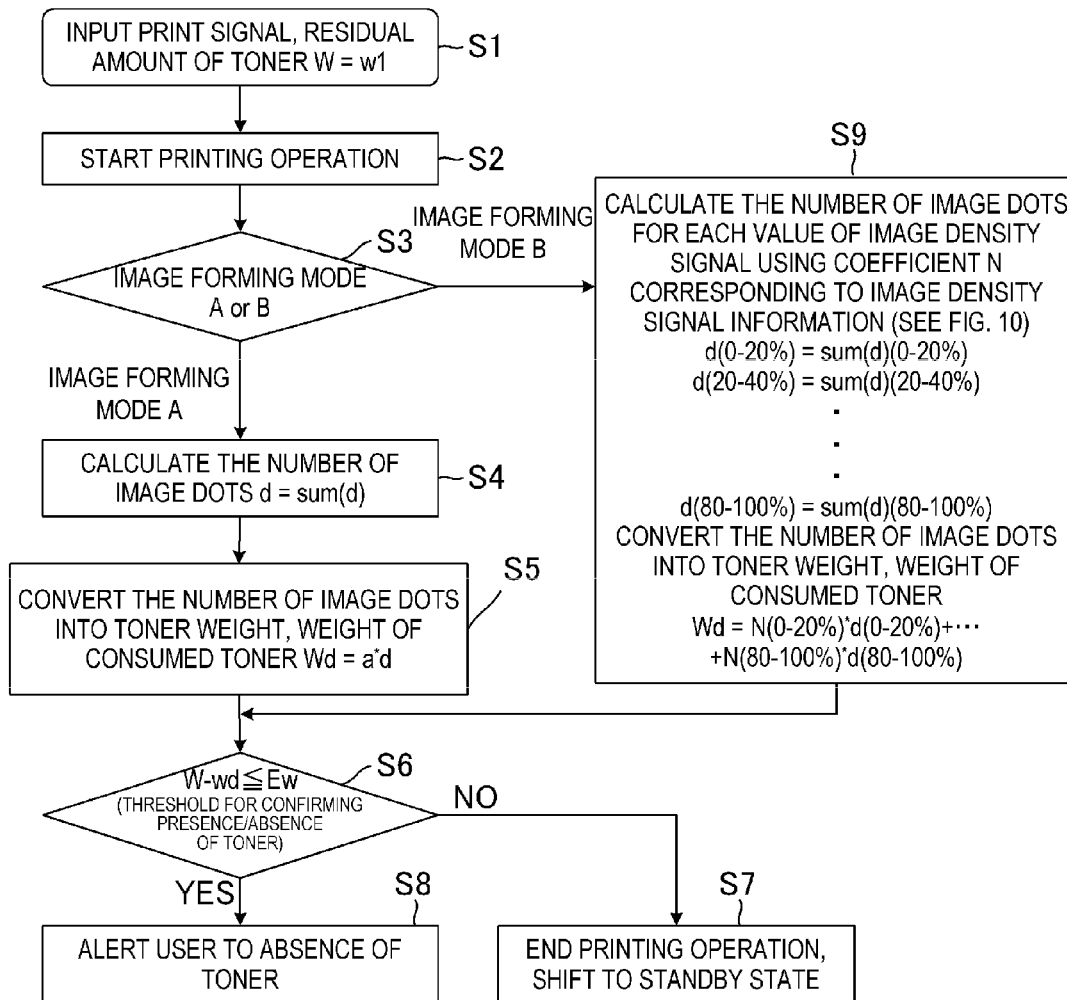 INPUT PRINT SIGNAL, RESIDUAL
AMOUNT OF TONER W = w1
S1
START PRINTING OPERATION
S2
S3
IMAGE FORMING MODE
A or B
IMAGE FORMING
MODE B
IMAGE FORMING
MODE A
S9
CALCULATE THE NUMBER OF IMAGE DOTS
FOR EACH VALUE OF IMAGE DENSITY
SIGNAL USING COEFFICIENT N
CORRESPONDING TO IMAGE DENSITY
SIGNAL INFORMATION (SEE FIG. 10)
d(0-20%) = sum(d)(0-20%)
d(20-40%) = sum(d)(20-40%)
·
·
·
d(80-100%) = sum(d)(80-100%)
CONVERT THE NUMBER OF IMAGE DOTS
INTO TONER WEIGHT, WEIGHT OF
CONSUMED TONER
Wd = N(0-20%)*d(0-20%)+···
+N(80-100%)*d(80-100%)
CALCULATE THE NUMBER OF
IMAGE DOTS d = sum(d)
S4
S5
CONVERT THE NUMBER OF IMAGE DOTS
INTO TONER WEIGHT, WEIGHT OF
CONSUMED TONER Wd = a*d
S6
W-wd≦Ew
(THRESHOLD FOR CONFIRMING
PRESENCE/ABSENCE
OF TONER)
NO
YES
S8
ALERT USER TO ABSENCE OF
TONER
S7
END PRINTING OPERATION,
SHIFT TO STANDBY STATE